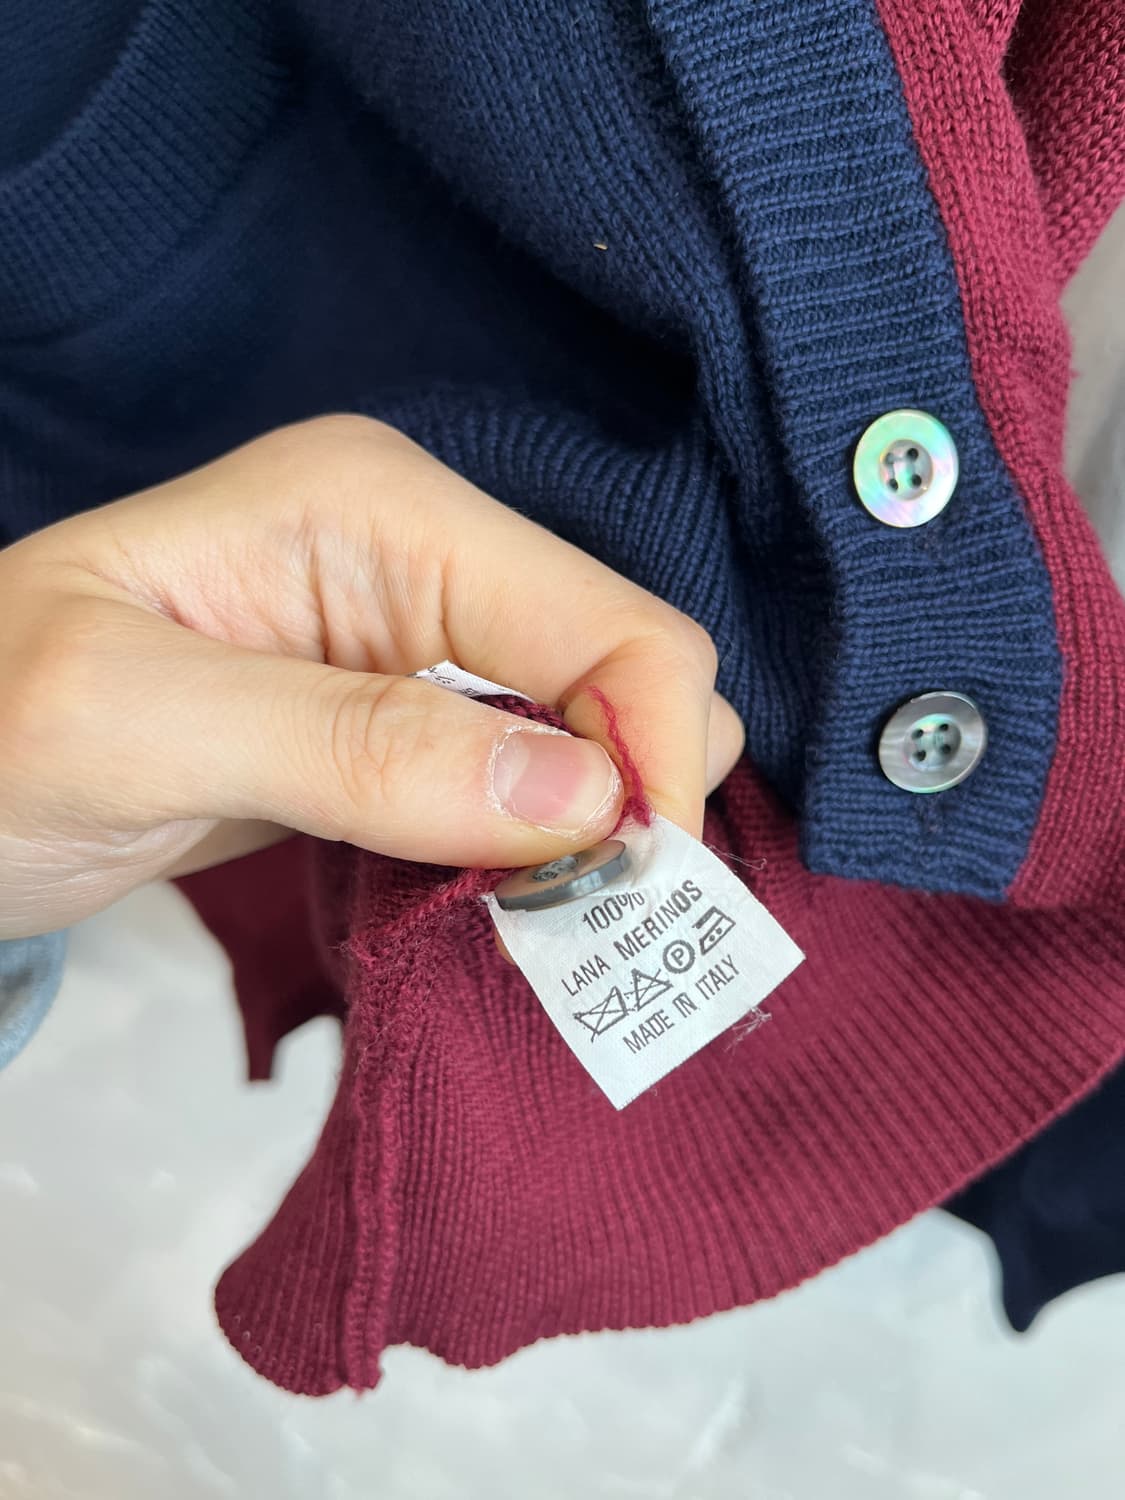 100%
LANA MERINOS
P
MADE IN ITALY